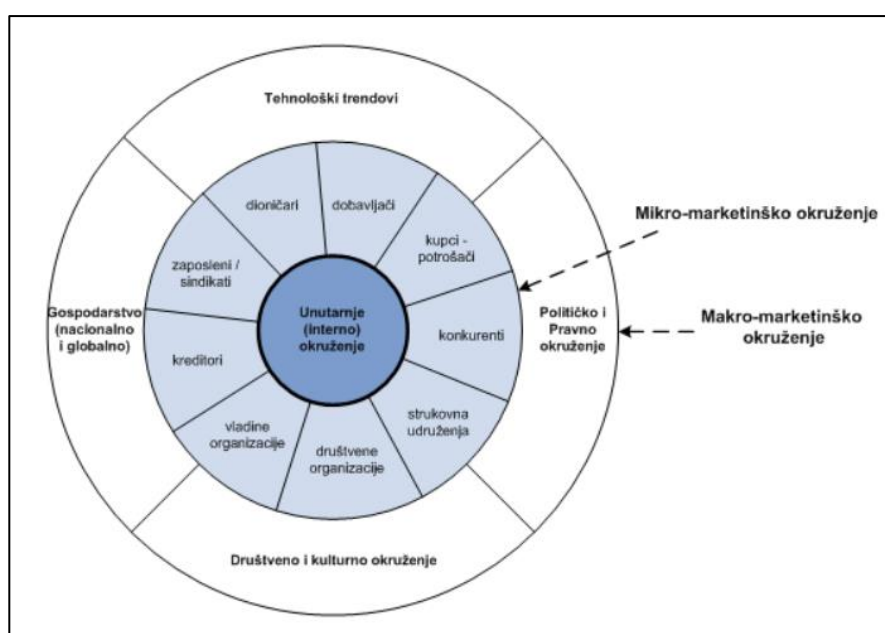 Tehnološki trendovi
dioničari
dobavljači
kupci -
potrošači
Mikro-marketinško okruženje
zaposleni /
sindikati
Gospodarstvo
(nacionalno
i globalno)
Unutarnje
(interno)
okruženje
konkurenti
Političko i
Pravno
okruženje
Makro-marketinško
okruženje
kreditori
strukovna
udruženja
vladine
organizacije
društvene
organizacije
Društveno i kulturno okruženje